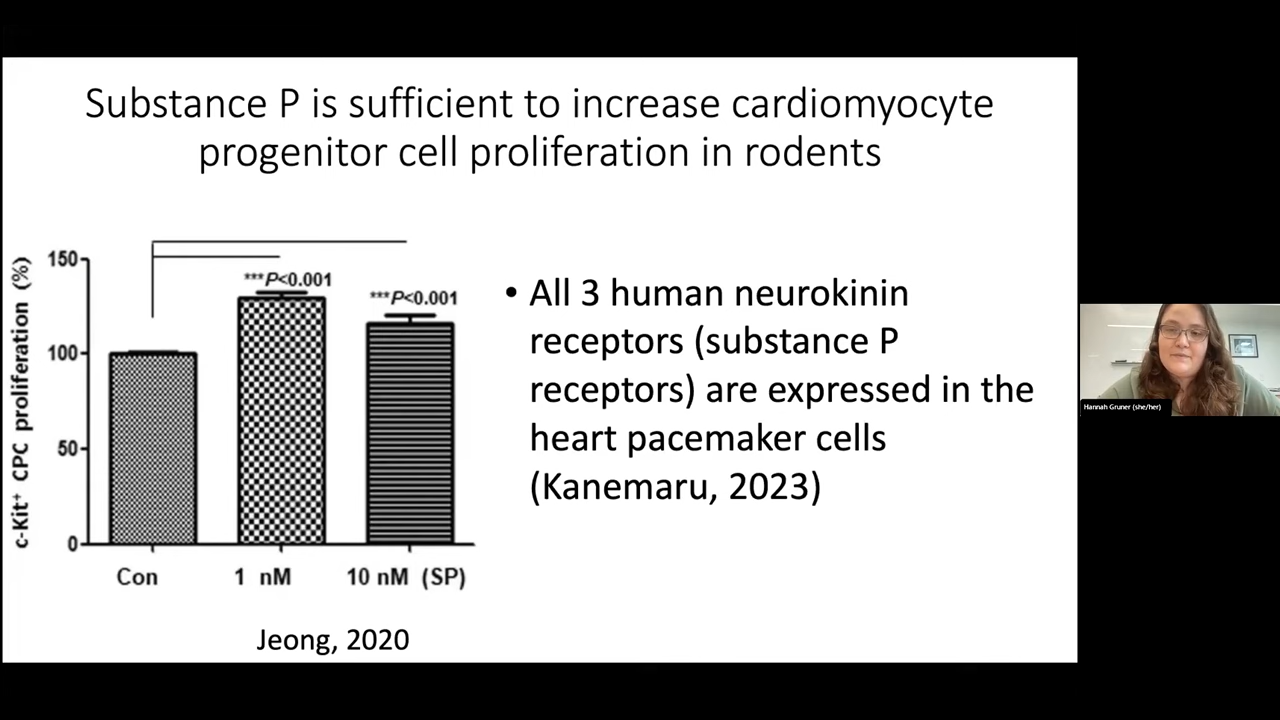 Substance P is sufficient to increase cardiomyocyte
progenitor cell proliferation in rodents
c-Kit⁺ CPC proliferation (%)
150
100
50
0
***P<0.001
***P<0.001
Con
1 nM
10 nM (SP)
Jeong, 2020
• All 3 human neurokinin
receptors (substance P
receptors) are expressed in the
heart pacemaker cells
(Kanemaru, 2023)
Hannah Gruner (she/her)